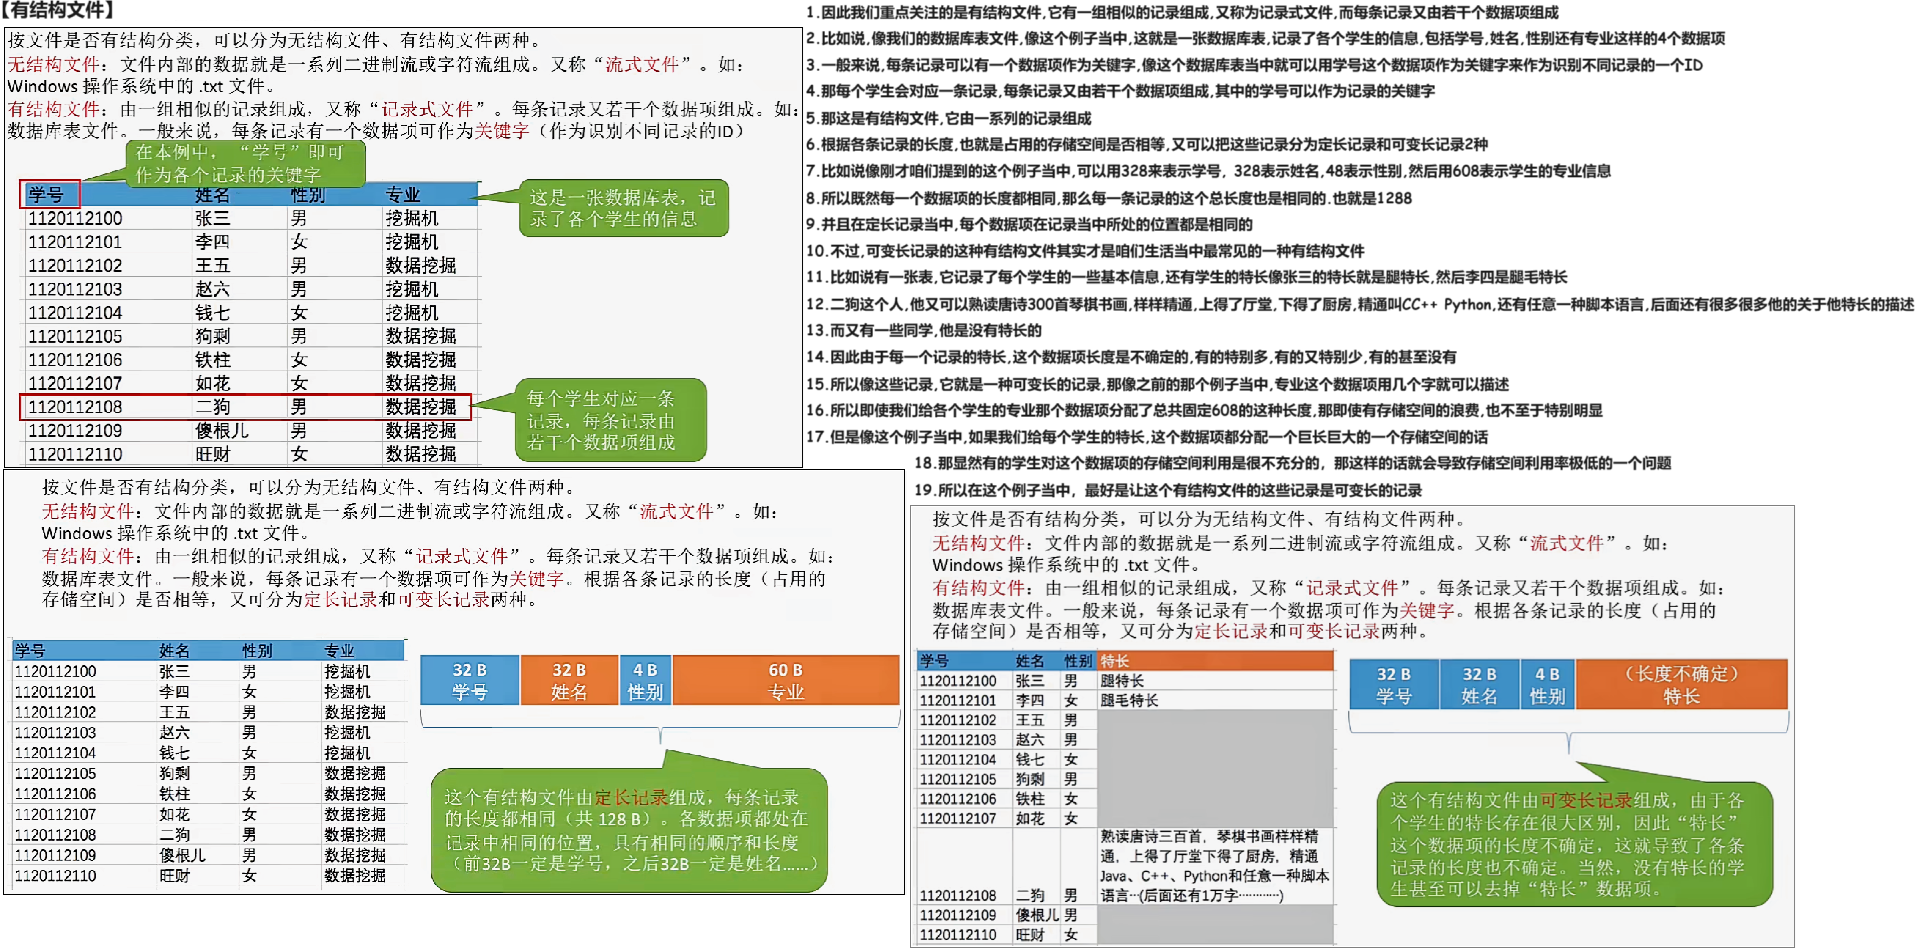 【有结构文件】
按文件是否有结构分类，可以分为无结构文件、有结构文件两种。
无结构文件：文件内部的数据就是一系列二进制流或字符流组成。又称“流式文件”。如：
Windows 操作系统中的 .txt 文件。
有结构文件：由一组相似的记录组成，又称“记录式文件”。每条记录又若干个数据项组成。如：
数据库表文件。一般来说，每条记录有一个数据项可作为关键字（作为识别不同记录的ID）
在本例中，“学号”即可
作为各个记录的关键字
学号 姓名 性别 专业
1120112100 张三 男 挖掘机
1120112101 李四 女 挖掘机
1120112102 王五 男 数据挖掘
1120112103 赵六 男 挖掘机
1120112104 钱七 女 挖掘机
1120112105 狗剩 男 数据挖掘
1120112106 铁柱 女 数据挖掘
1120112107 如花 女 数据挖掘
1120112108 二狗 男 数据挖掘
1120112109 傻根儿 男 数据挖掘
1120112110 旺财 女 数据挖掘
这是一张数据库表，记
录了各个学生的信息
每个学生对应一条
记录，每条记录由
若干个数据项组成
1.因此我们重点关注的是有结构文件,它有一组相似的记录组成,又称为记录式文件,而每条记录又由若干个数据项组成
2.比如说,像我们的数据库表文件,像这个例子当中,这就是一张数据库表,记录了各个学生的信息,包括学号,姓名,性别还有专业这样的4个数据项
3.一般来说,每条记录可以有一个数据项作为关键字,像这个数据库表当中就可以用学号这个数据项作为关键字来作为识别不同记录的一个ID
4.那每个学生会对应一条记录,每条记录又由若干个数据项组成,其中的学号可以作为记录的关键字
5.那这是有结构文件,它由一系列的记录组成
6.根据各条记录的长度,也就是占用的存储空间是否相等,又可以把这些记录分为定长记录和可变长记录2种
7.比如说像刚才咱们提到的这个例子当中,可以用328来表示学号, 328表示姓名,48表示性别,然后用608表示学生的专业信息
8.所以既然每一个数据项的长度都相同,那么每一条记录的这个总长度也是相同的.也就是1288
9.并且在定长记录当中,每个数据项在记录当中所处的位置都是相同的
10.不过,可变长记录的这种有结构文件其实才是咱们生活当中最常见的一种有结构文件
11.比如说有一张表,它记录了每个学生的一些基本信息,还有学生的特长像张三的特长就是腿特长,然后李四是腿毛特长
12.二狗这个人,他又可以熟读唐诗300首琴棋书画,样样精通,上得了厅堂,下得了厨房,精通叫CC++ Python,还有任意一种脚本语言,后面还有很多很多他的关于他特长的描述
13.而又有一些同学,他是没有特长的
14.因此由于每一个记录的特长,这个数据项长度是不确定的,有的特别多,有的又特别少,有的甚至没有
15.所以像这些记录,它就是一种可变长的记录,那像之前的那个例子当中,专业这个数据项用几个字就可以描述
16.所以即使我们给各个学生的专业那个数据项分配了总共固定608的这种长度,那即使有存储空间的浪费,也不至于特别明显
17.但是像这个例子当中,如果我们给每个学生的特长,这个数据项都分配一个巨长巨大的一个存储空间的话
18.那显然有的学生对这个数据项的存储空间利用是很不充分的，那这样的话就会导致存储空间利用率极低的一个问题
19.所以在这个例子当中，最好是让这个有结构文件的这些记录是可变长的记录
按文件是否有结构分类，可以分为无结构文件、有结构文件两种。
无结构文件：文件内部的数据就是一系列二进制流或字符流组成。又称“流式文件”。如：
Windows 操作系统中的 .txt 文件。
有结构文件：由一组相似的记录组成，又称“记录式文件”。每条记录又若干个数据项组成。如：
数据库表文件。一般来说，每条记录有一个数据项可作为关键字。根据各条记录的长度（占用的
存储空间）是否相等，又可分为定长记录和可变长记录两种。
学号 姓名 性别 专业
1120112100 张三 男 挖掘机
1120112101 李四 女 挖掘机
1120112102 王五 男 数据挖掘
1120112103 赵六 男 挖掘机
1120112104 钱七 女 挖掘机
1120112105 狗剩 男 数据挖掘
1120112106 铁柱 女 数据挖掘
1120112107 如花 女 数据挖掘
1120112108 二狗 男 数据挖掘
1120112109 傻根儿 男 数据挖掘
1120112110 旺财 女 数据挖掘
32 B 32 B 4 B 60 B
学号 姓名 性别 专业
这个有结构文件由定长记录组成，每条记录
的长度都相同（共 128 B）。各数据项都处在
记录中相同的位置，具有相同的顺序和长度
（前32B一定是学号，之后32B一定是姓名......）
按文件是否有结构分类，可以分为无结构文件、有结构文件两种。
无结构文件：文件内部的数据就是一系列二进制流或字符流组成。又称“流式文件”。如：
Windows 操作系统中的 .txt 文件。
有结构文件：由一组相似的记录组成，又称“记录式文件”。每条记录又若干个数据项组成。如：
数据库表文件。一般来说，每条记录有一个数据项可作为关键字。根据各条记录的长度（占用的
存储空间）是否相等，又可分为定长记录和可变长记录两种。
学号 姓名 性别 特长
1120112100 张三 男 腿特长
1120112101 李四 女 腿毛特长
1120112102 王五 男
1120112103 赵六 男
1120112104 钱七 女
1120112105 狗剩 男
1120112106 铁柱 女
1120112107 如花 女
熟读唐诗三百首，琴棋书画样样精
通，上得了厅堂下得了厨房，精通
Java、C++、Python和任意一种脚本
1120112108 二狗 男 语言···(后面还有1万字············)
1120112109 傻根儿 男
1120112110 旺财 女
32 B 32 B 4 B （长度不确定）
学号 姓名 性别 特长
这个有结构文件由可变长记录组成，由于各
个学生的特长存在很大区别，因此“特长”
这个数据项的长度不确定，这就导致了各条
记录的长度也不确定。当然，没有特长的学
生甚至可以去掉“特长”数据项。